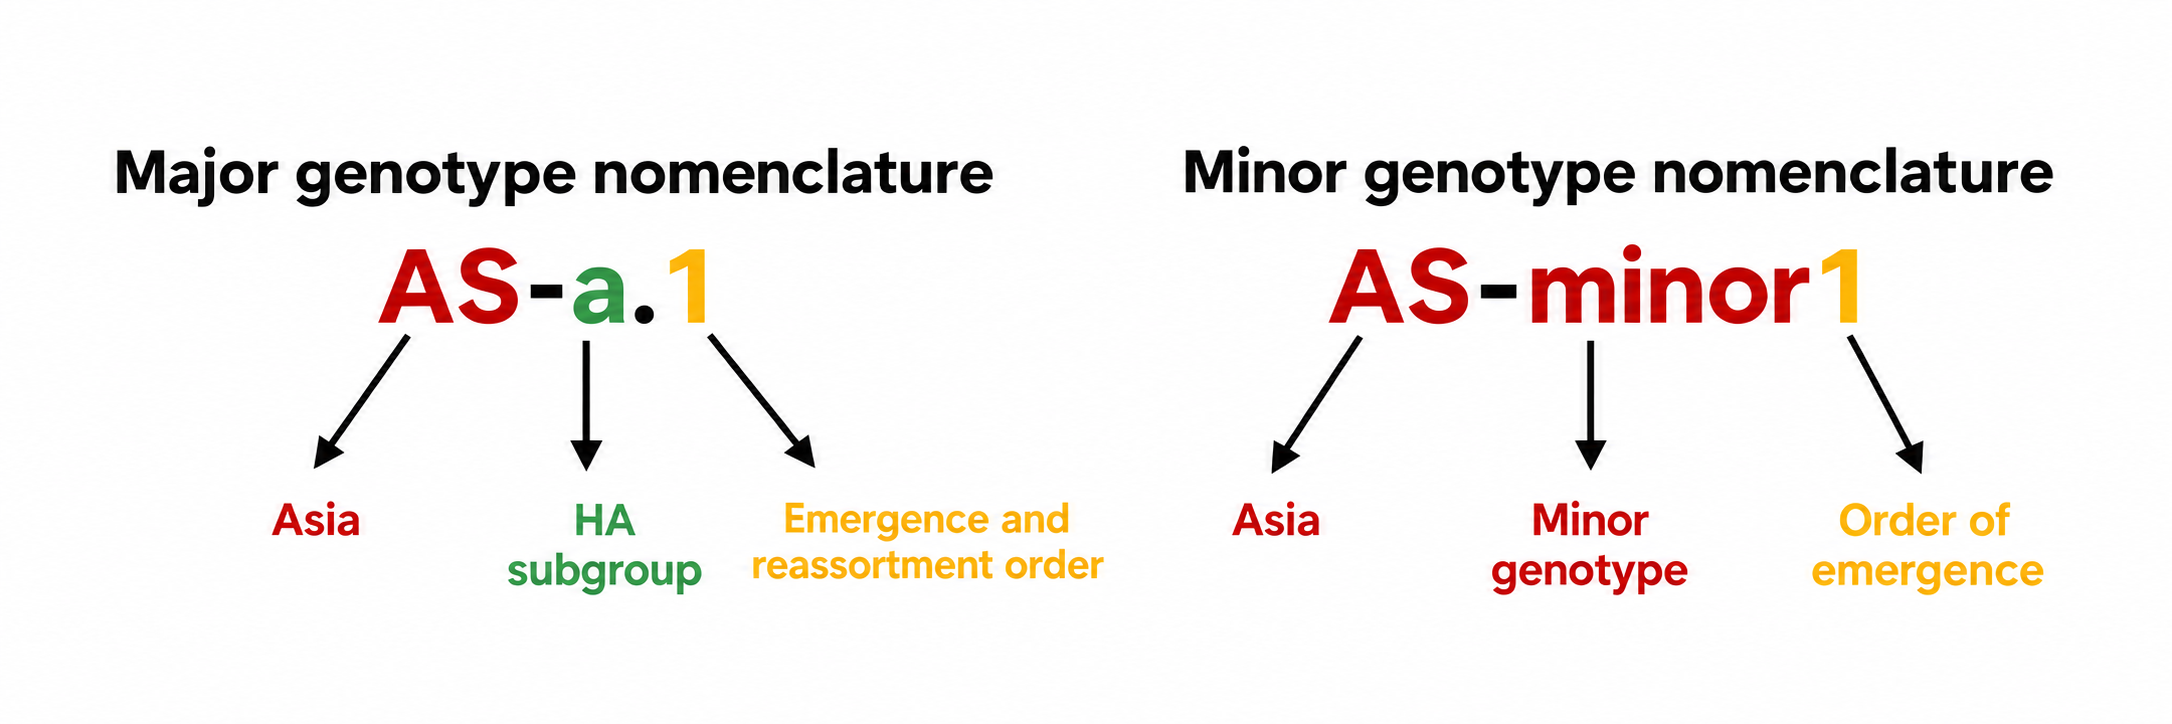 Major genotype nomenclature
AS-a.1
Asia
HA
subgroup
Emergence and
reassortment order
Minor genotype nomenclature
AS-minor1
Asia
Minor
genotype
Order of
emergence